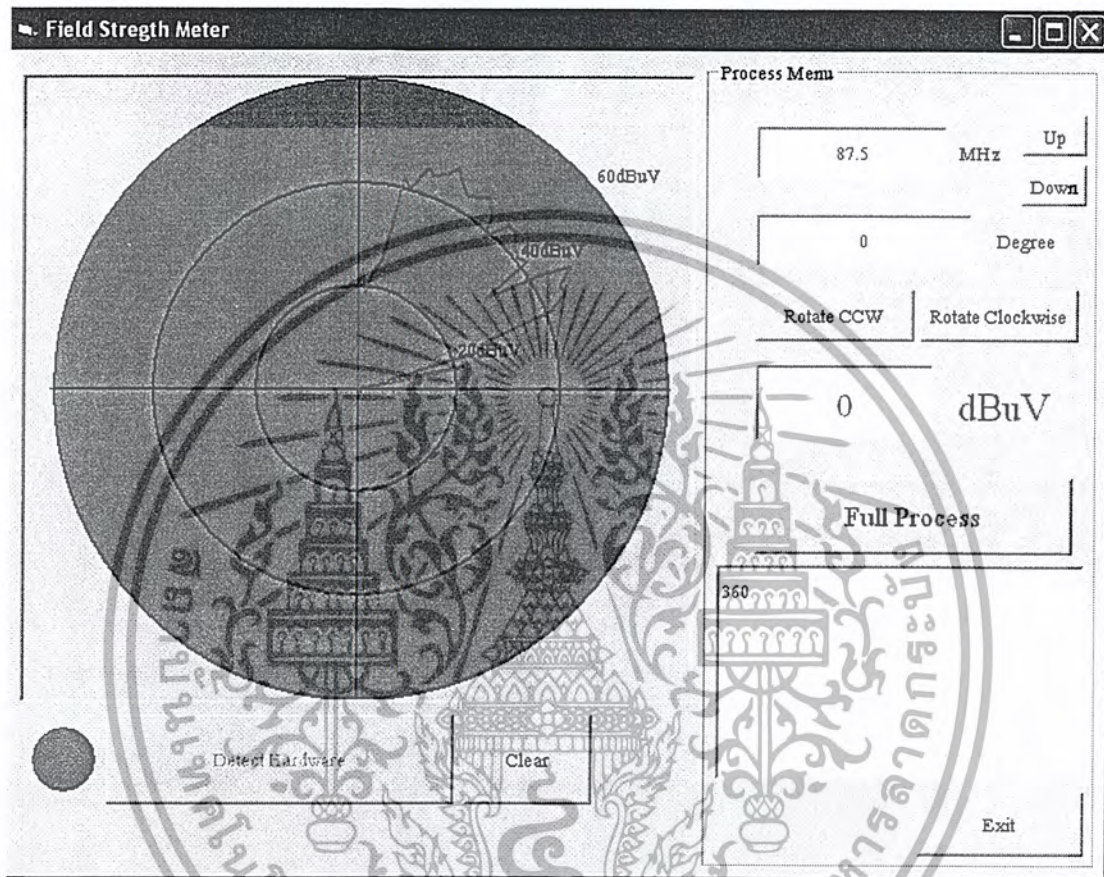 Field Stregth Meter
Process Menu
87.5
MHz
Up
Down
0
Degree
Rotate CCW
Rotate Clockwise
0
dBuV
Full Process
360
Exit
60dBuV
40dBuV
20dBuV
Detect Hardware
Clear